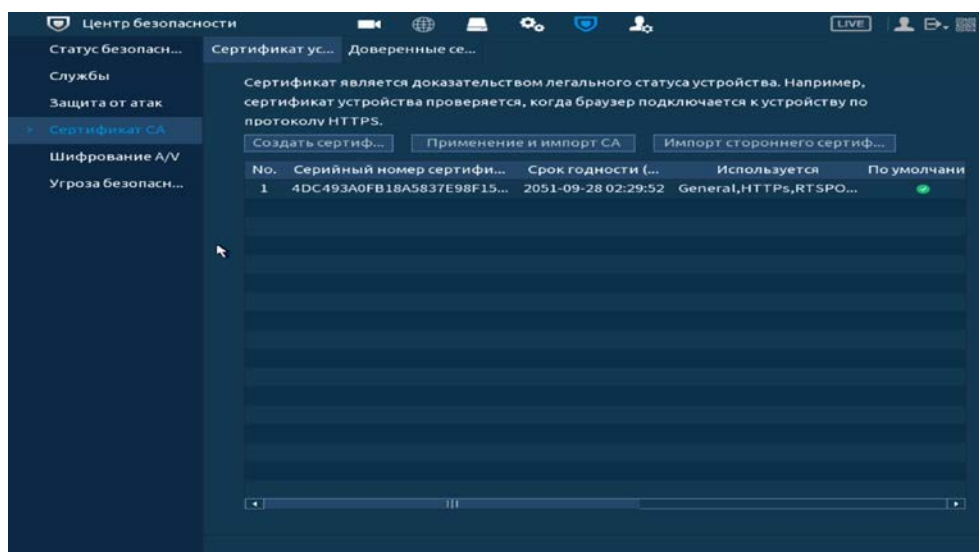 Центр безопасности
LIVE
Статус безопасн...
Службы
Защита от атак
Сертификат CA
Шифрование A/V
Угроза безопасн...
Сертификат ус... Доверенные се...
Сертификат является доказательством легального статуса устройства. Например,
сертификат устройства проверяется, когда браузер подключается к устройству по
протоколу HTTPS.
Создать сертиф... Применение и импорт CA Импорт стороннего сертиф...
No. Серийный номер сертифи... Срок годности (... Используется По умолчани
1 4DC493A0FB18A5837E98F15... 2051-09-28 02:29:52 General,HTTPs,RTSPO...